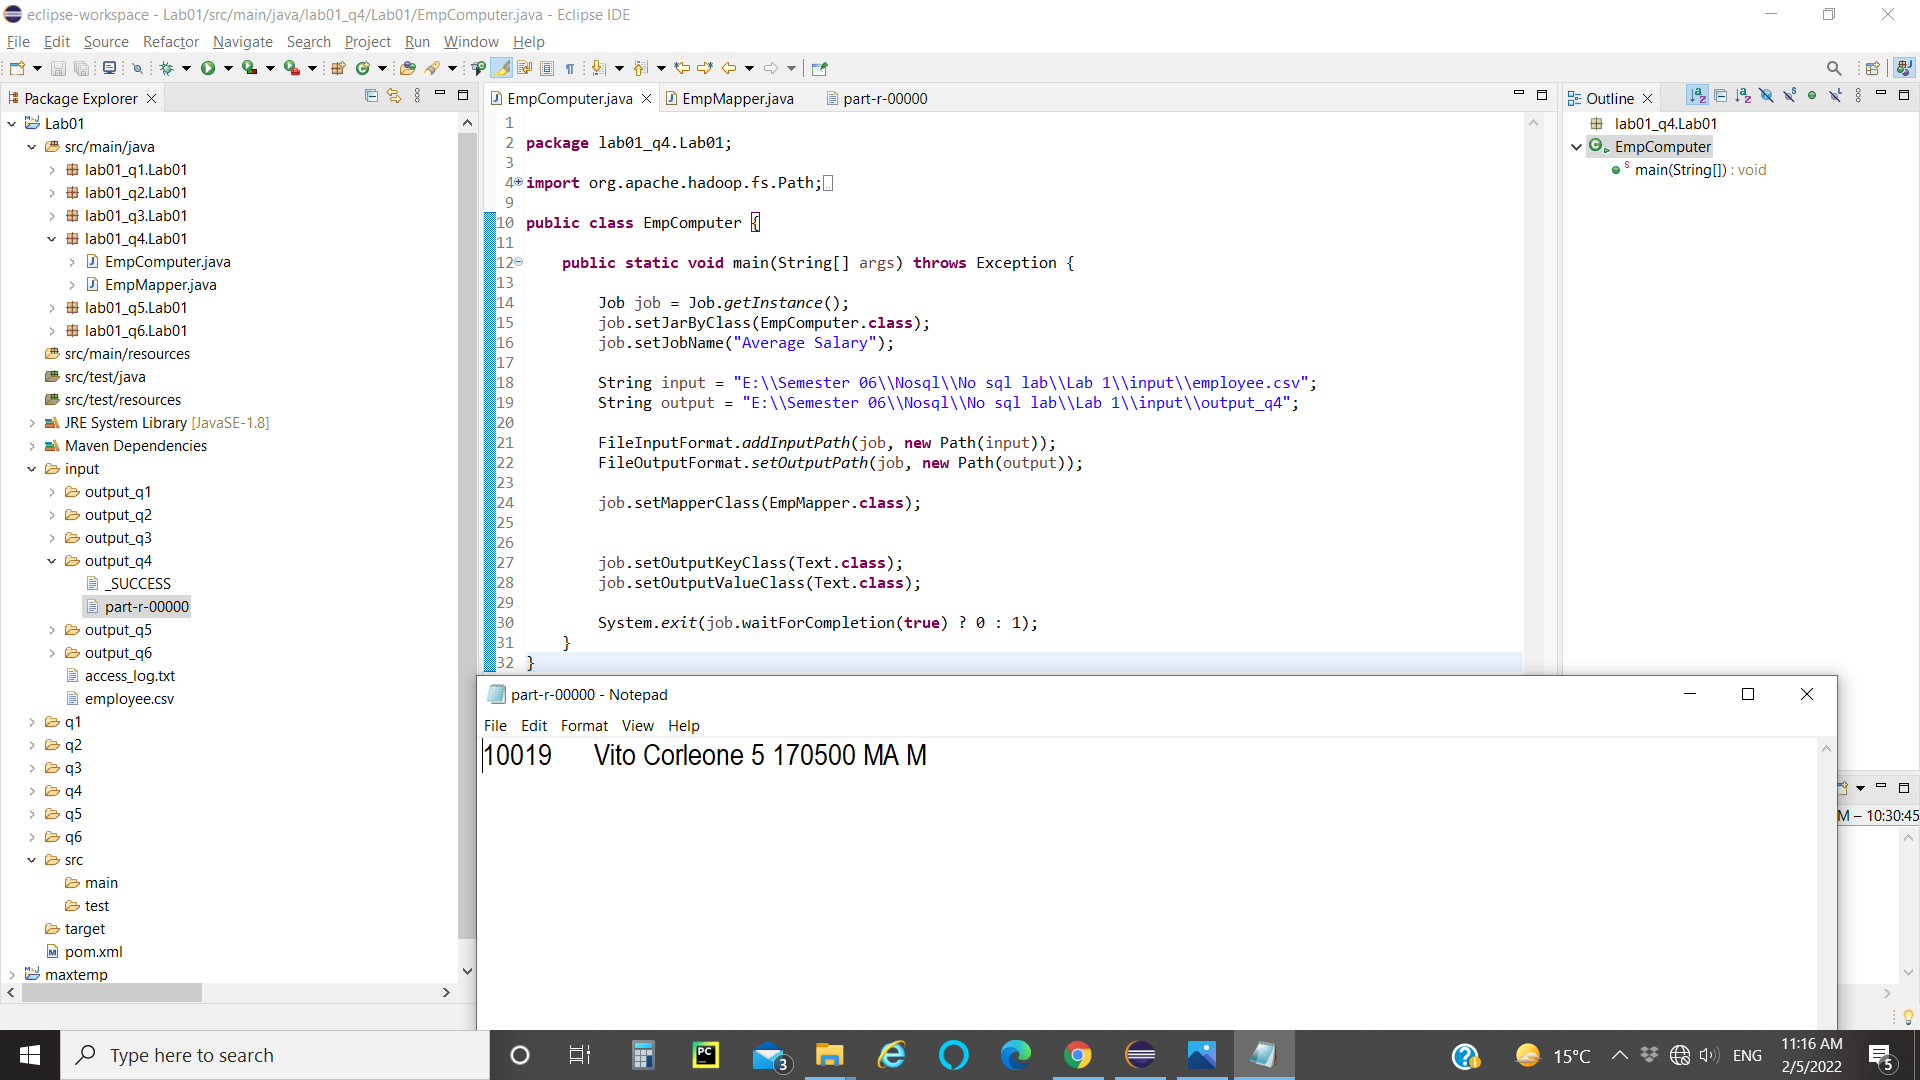 eclipse-workspace - Lab01/src/main/java/lab01_q4/Lab01/EmpComputer.java - Eclipse IDE
File Edit Source Refactor Navigate Search Project Run Window Help
Package Explorer
Lab01
src/main/java
lab01_q1.Lab01
lab01_q2.Lab01
lab01_q3.Lab01
lab01_q4.Lab01
EmpComputer.java
EmpMapper.java
lab01_q5.Lab01
lab01_q6.Lab01
src/main/resources
src/test/java
src/test/resources
JRE System Library [JavaSE-1.8]
Maven Dependencies
input
output_q1
output_q2
output_q3
output_q4
_SUCCESS
part-r-00000
output_q5
output_q6
access_log.txt
employee.csv
q1
q2
q3
q4
q5
q6
src
main
test
target
pom.xml
maxtemp
EmpComputer.java EmpMapper.java part-r-00000
1
2 package lab01_q4.Lab01;
3
4 import org.apache.hadoop.fs.Path;
9
10 public class EmpComputer {
11
12 public static void main(String[] args) throws Exception {
13
14 Job job = Job.getInstance();
15 job.setJarByClass(EmpComputer.class);
16 job.setJobName("Average Salary");
17
18 String input = "E:\\Semester 06\\Nosql\\No sql lab\\Lab 1\\input\\employee.csv";
19 String output = "E:\\Semester 06\\Nosql\\No sql lab\\Lab 1\\input\\output_q4";
20
21 FileInputFormat.addInputPath(job, new Path(input));
22 FileOutputFormat.setOutputPath(job, new Path(output));
23
24 job.setMapperClass(EmpMapper.class);
25
26
27 job.setOutputKeyClass(Text.class);
28 job.setOutputValueClass(Text.class);
29
30 System.exit(job.waitForCompletion(true) ? 0 : 1);
31 }
32 }
Outline
lab01_q4.Lab01
EmpComputer
main(String[]) : void
M – 10:30:45
part-r-00000 - Notepad
File Edit Format View Help
10019 Vito Corleone 5 170500 MA M
Type here to search
PC
3
15°C
ENG
11:16 AM
2/5/2022
5